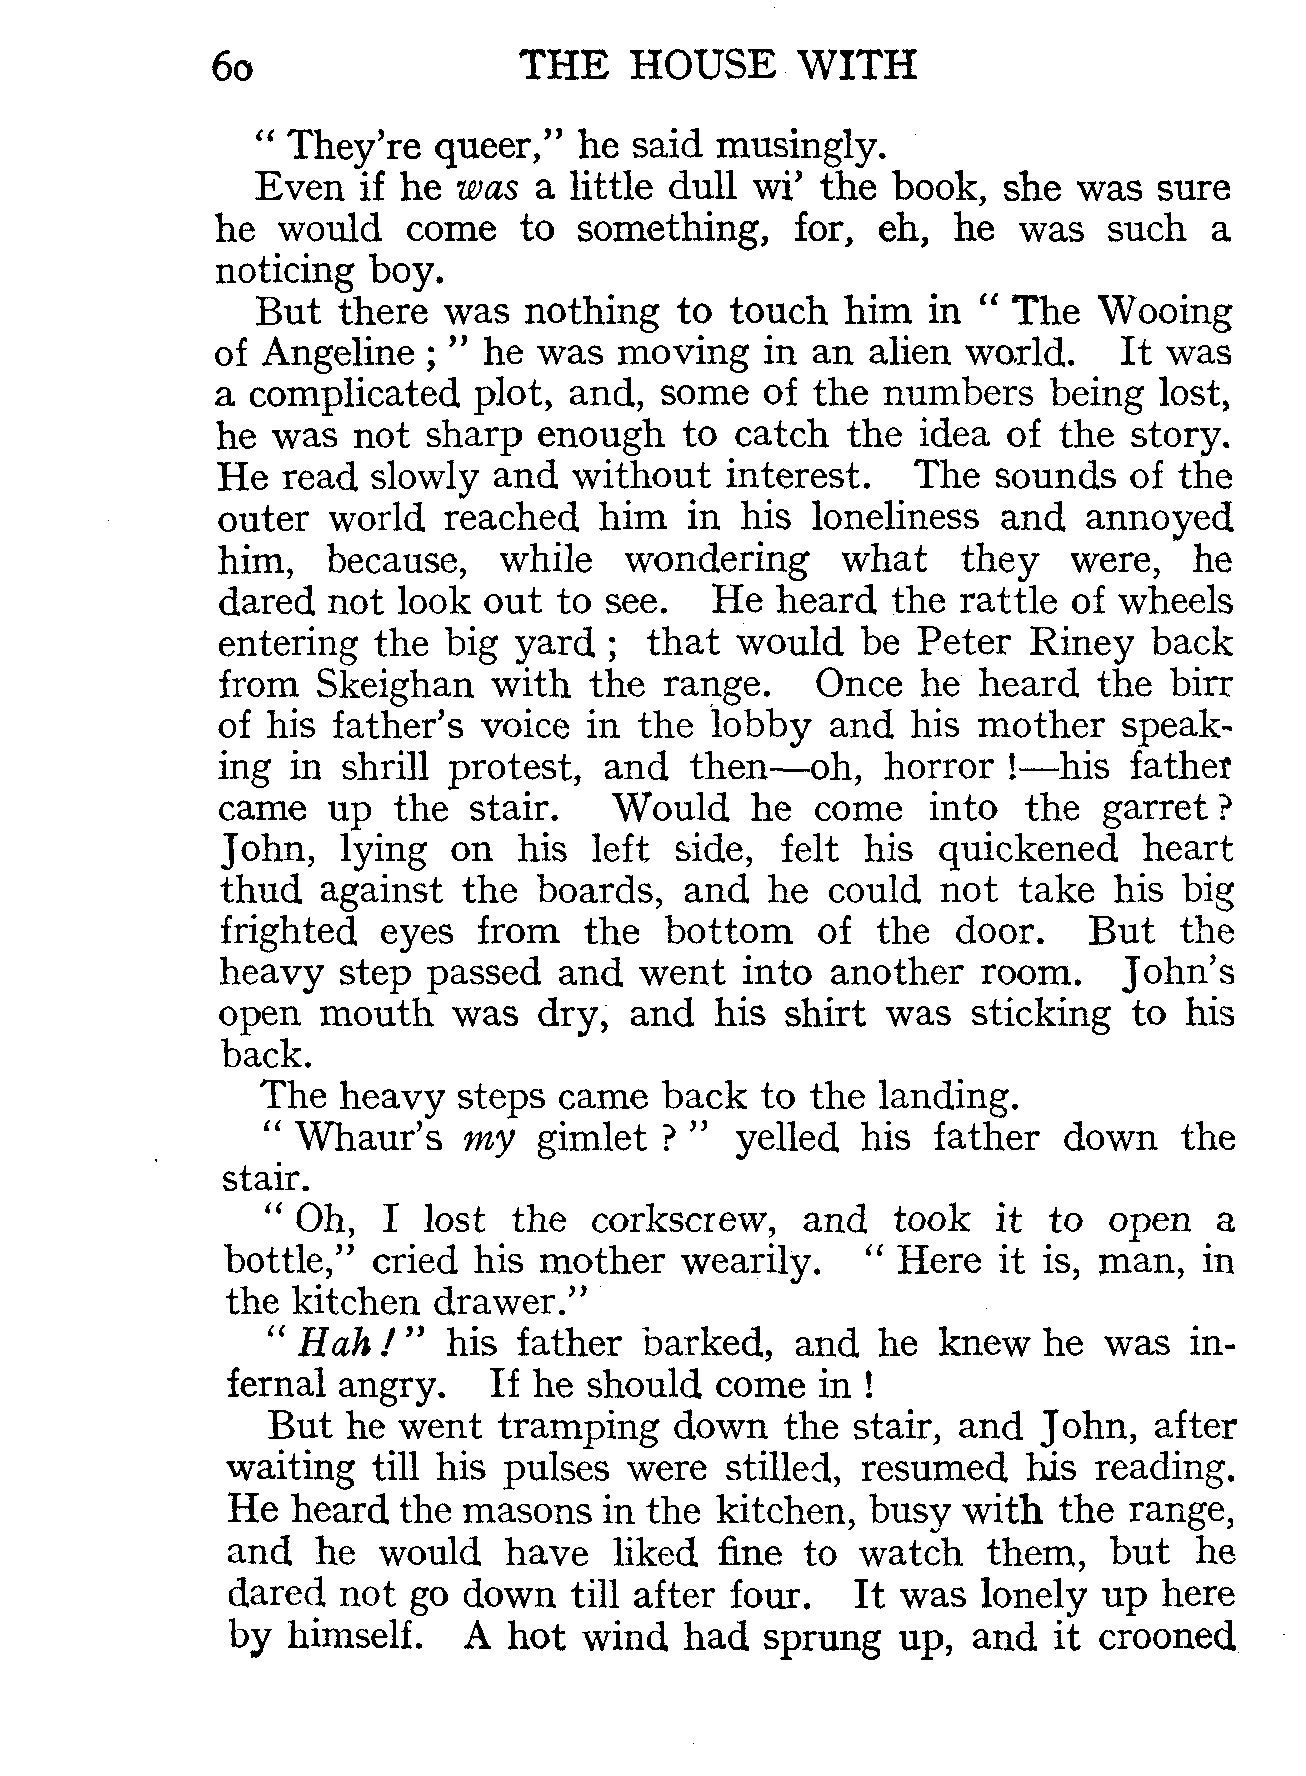 60 THE HOUSE WITH
“ They’re queer,” he said musingly.
Even if he was a little dull wi’ the book, she was sure
he would come to something, for, eh, he was such a
noticing boy.
But there was nothing to touch him in “ The Wooing
of Angeline ; ” he was moving in an alien world. It was
a complicated plot, and, some of the numbers being lost,
he was not sharp enough to catch the idea of the story.
He read slowly and without interest. The sounds of the
outer world reached him in his loneliness and annoyed
him, because, while wondering what they were, he
dared not look out to see. He heard the rattle of wheels
entering the big yard ; that would be Peter Riney back
from Skeighan with the range. Once he heard the birr
of his father’s voice in the lobby and his mother speak-
ing in shrill protest, and then—oh, horror !—his father
came up the stair. Would he come into the garret ?
John, lying on his left side, felt his quickened heart
thud against the boards, and he could not take his big
frighted eyes from the bottom of the door. But the
heavy step passed and went into another room. John’s
open mouth was dry, and his shirt was sticking to his
back.
The heavy steps came back to the landing.
“ Whaur’s my gimlet ? ” yelled his father down the
stair.
“ Oh, I lost the corkscrew, and took it to open a
bottle,” cried his mother wearily. “ Here it is, man, in
the kitchen drawer.”
“ Hah ! ” his father barked, and he knew he was in-
fernal angry. If he should come in !
But he went tramping down the stair, and John, after
waiting till his pulses were stilled, resumed his reading.
He heard the masons in the kitchen, busy with the range,
and he would have liked fine to watch them, but he
dared not go down till after four. It was lonely up here
by himself. A hot wind had sprung up, and it crooned